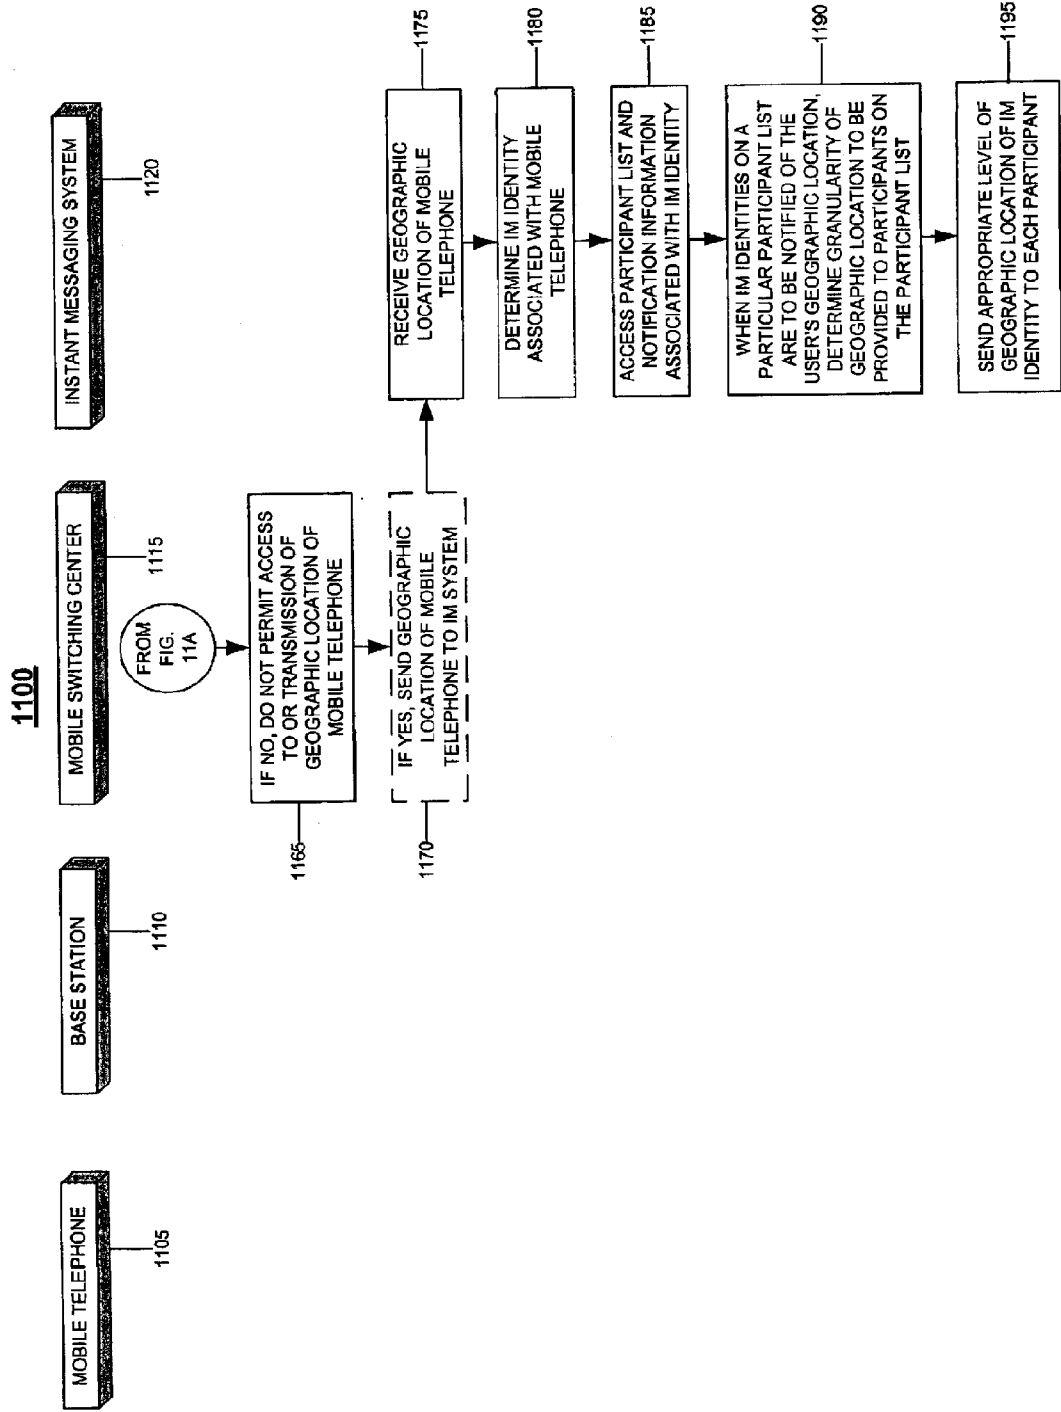 1100
MOBILE TELEPHONE
1105
BASE STATION
1110
MOBILE SWITCHING CENTER
1115
INSTANT MESSAGING SYSTEM
1120
FROM
FIG.
11A
IF NO, DO NOT PERMIT ACCESS
TO OR TRANSMISSION OF
GEOGRAPHIC LOCATION OF
MOBILE TELEPHONE
1165
IF YES, SEND GEOGRAPHIC
LOCATION OF MOBILE
TELEPHONE TO IM SYSTEM
1170
RECEIVE GEOGRAPHIC
LOCATION OF MOBILE
TELEPHONE
1175
DETERMINE IM IDENTITY
ASSOCIATED WITH MOBILE
TELEPHONE
1180
ACCESS PARTICIPANT LIST AND
NOTIFICATION INFORMATION
ASSOCIATED WITH IM IDENTITY
1185
WHEN IM IDENTITIES ON A
PARTICULAR PARTICIPANT LIST
ARE TO BE NOTIFIED OF THE
USER'S GEOGRAPHIC LOCATION,
DETERMINE GRANULARITY OF
GEOGRAPHIC LOCATION TO BE
PROVIDED TO PARTICIPANTS ON
THE PARTICIPANT LIST
1190
SEND APPROPRIATE LEVEL OF
GEOGRAPHIC LOCATION OF IM
IDENTITY TO EACH PARTICIPANT
1195